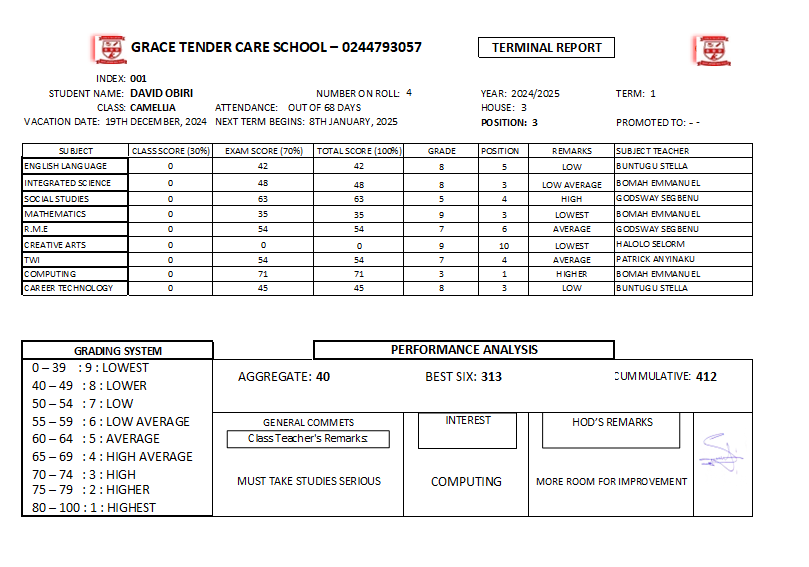 GRACE TENDER CARE SCHOOL – 0244793057 TERMINAL REPORT
INDEX: 001
STUDENT NAME: DAVID OBIRI NUMBER ON ROLL: 4 YEAR: 2024/2025 TERM: 1
CLASS: CAMELLIA ATTENDANCE: OUT OF 68 DAYS HOUSE: 3
VACATION DATE: 19TH DECEMBER, 2024 NEXT TERM BEGINS: 8TH JANUARY, 2025 POSITION: 3 PROMOTED TO: - -
SUBJECT CLASS SCORE (30%) EXAM SCORE (70%) TOTAL SCORE (100%) GRADE POSITION REMARKS SUBJECT TEACHER
ENGLISH LANGUAGE 0 42 42 8 5 LOW BUNTUGU STELLA
INTEGRATED SCIENCE 0 48 48 8 3 LOW AVERAGE BOMAH EMMANUEL
SOCIAL STUDIES 0 63 63 5 4 HIGH GODSWAY SEGBENU
MATHEMATICS 0 35 35 9 3 LOWEST BOMAH EMMANUEL
R.M.E 0 54 54 7 6 AVERAGE GODSWAY SEGBENU
CREATIVE ARTS 0 0 0 9 10 LOWEST HALOLO SELORM
TWI 0 54 54 7 4 AVERAGE PATRICK ANYINAKU
COMPUTING 0 71 71 3 1 HIGHER BOMAH EMMANUEL
CAREER TECHNOLOGY 0 45 45 8 3 LOW BUNTUGU STELLA
GRADING SYSTEM
0 – 39 : 9 : LOWEST
40 – 49 : 8 : LOWER
50 – 54 : 7 : LOW
55 – 59 : 6 : LOW AVERAGE
60 – 64 : 5 : AVERAGE
65 – 69 : 4 : HIGH AVERAGE
70 – 74 : 3 : HIGH
75 – 79 : 2 : HIGHER
80 – 100 : 1 : HIGHEST
PERFORMANCE ANALYSIS
AGGREGATE: 40 BEST SIX: 313 CUMMULATIVE: 412
GENERAL COMMETS
Class Teacher's Remarks:
MUST TAKE STUDIES SERIOUS
INTEREST
COMPUTING
HOD'S REMARKS
MORE ROOM FOR IMPROVEMENT